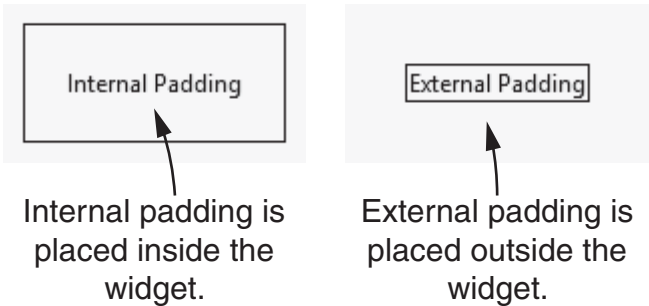 Internal Padding
External Padding
Internal padding is
placed inside the
widget.
External padding is
placed outside the
widget.